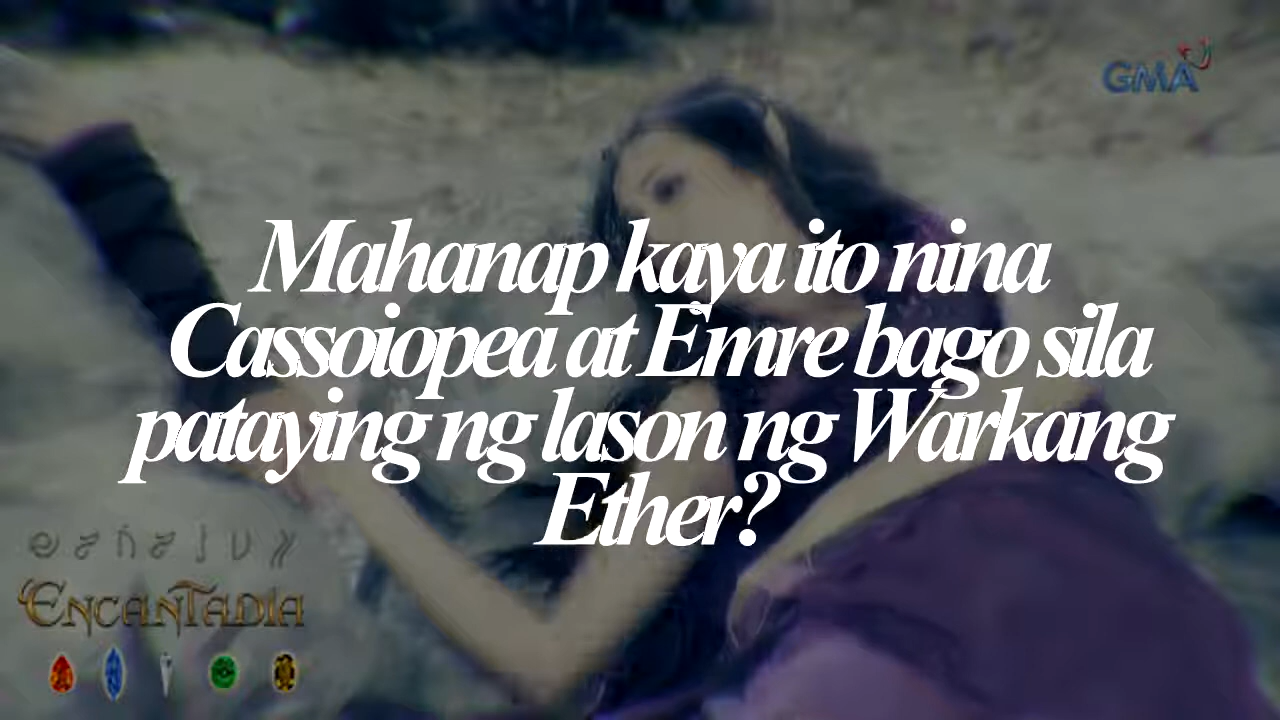 GMA
Mahanap kaya ito nina
Cassoiopea at Emre bago sila
pataying ng lason ng Warkang
Ether?
ENCANTADIA